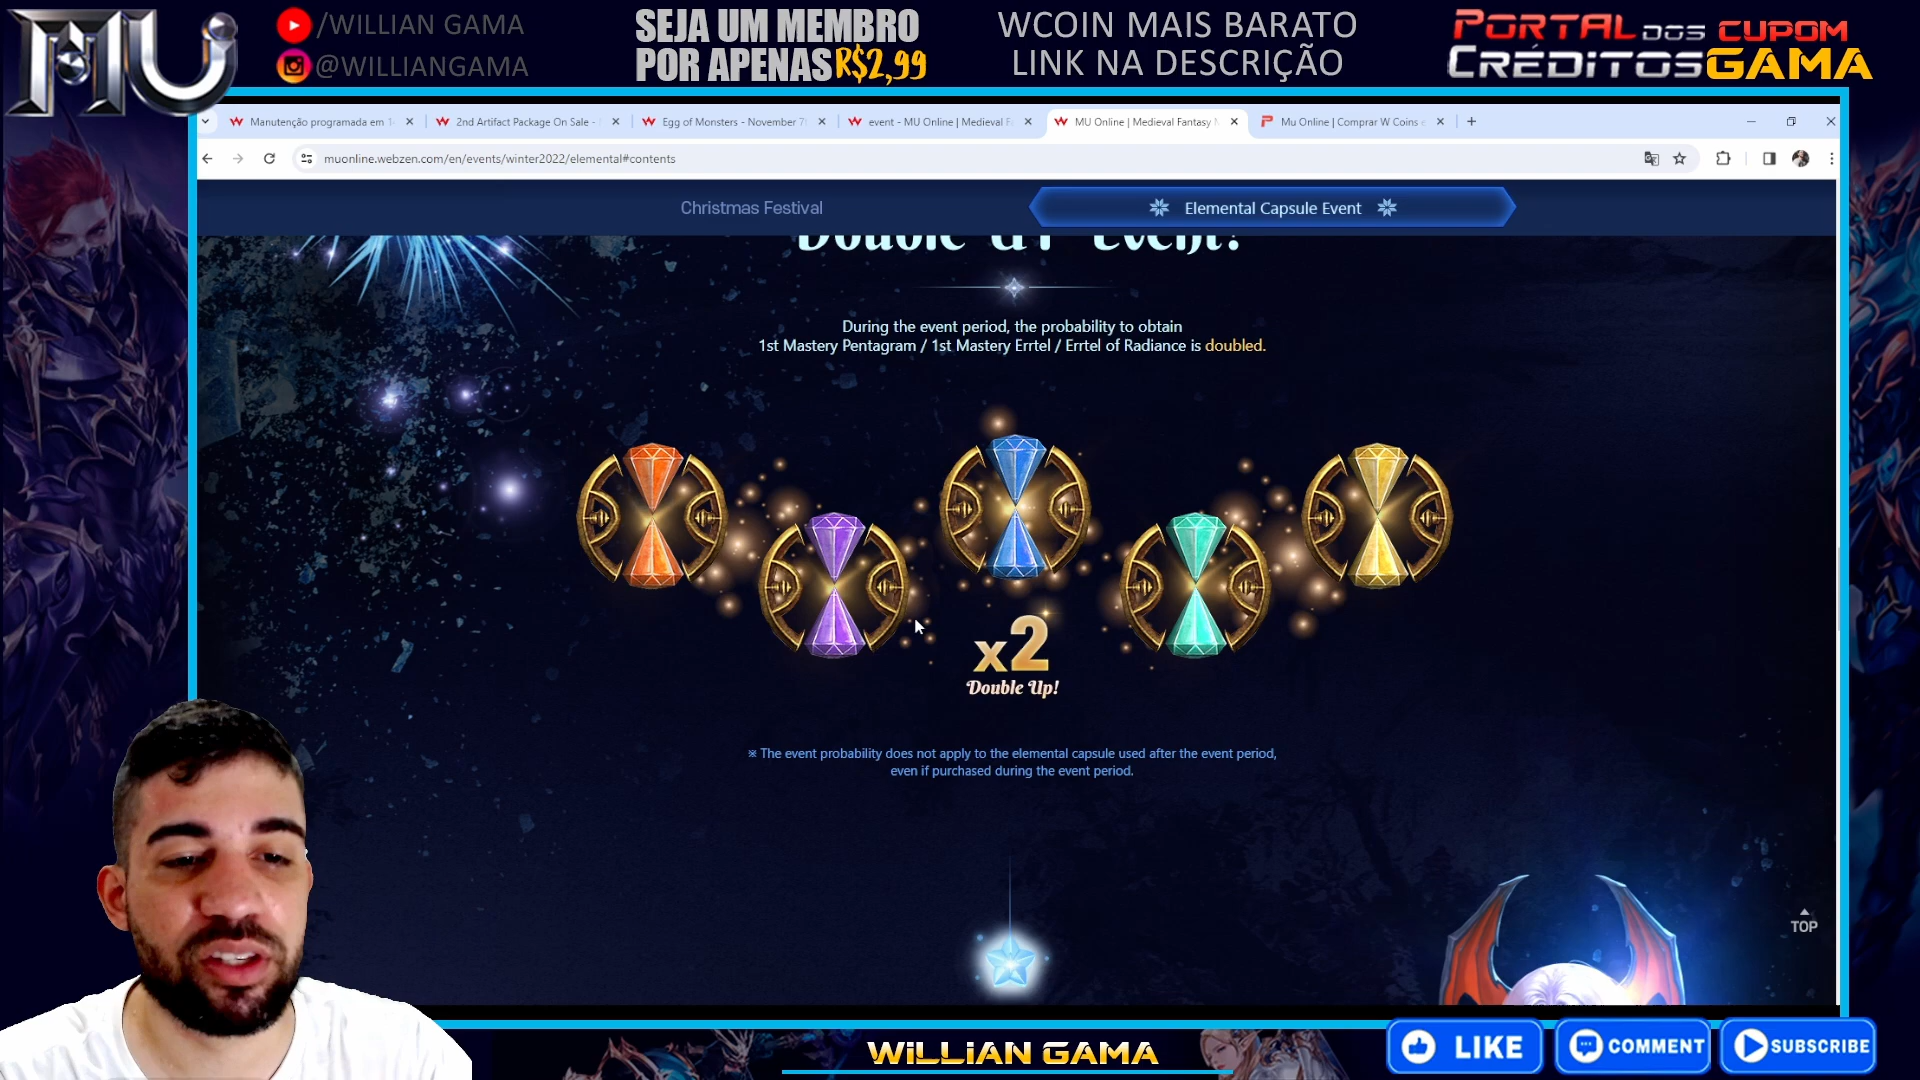 MU
/WILLIAN GAMA
@WILLIANGAMA
SEJA UM MEMBRO
POR APENAS R$2,99
WCOIN MAIS BARATO
LINK NA DESCRIÇÃO
PORTAL DOS
CRÉDITOS
CUPOM
GAMA
Manutenção programada em 1
2nd Artifact Package On Sale -
Egg of Monsters - November 7
event - MU Online | Medieval F
MU Online | Medieval Fantasy
Mu Online | Comprar W Coins e
muonline.webzen.com/en/events/winter2022/elemental#contents
Christmas Festival
Elemental Capsule Event
Double UP Event!
During the event period, the probability to obtain
1st Mastery Pentagram / 1st Mastery Errtel / Errtel of Radiance is doubled.
x2
Double Up!
※ The event probability does not apply to the elemental capsule used after the event period,
even if purchased during the event period.
TOP
WILLIAN GAMA
LIKE
COMMENT
SUBSCRIBE